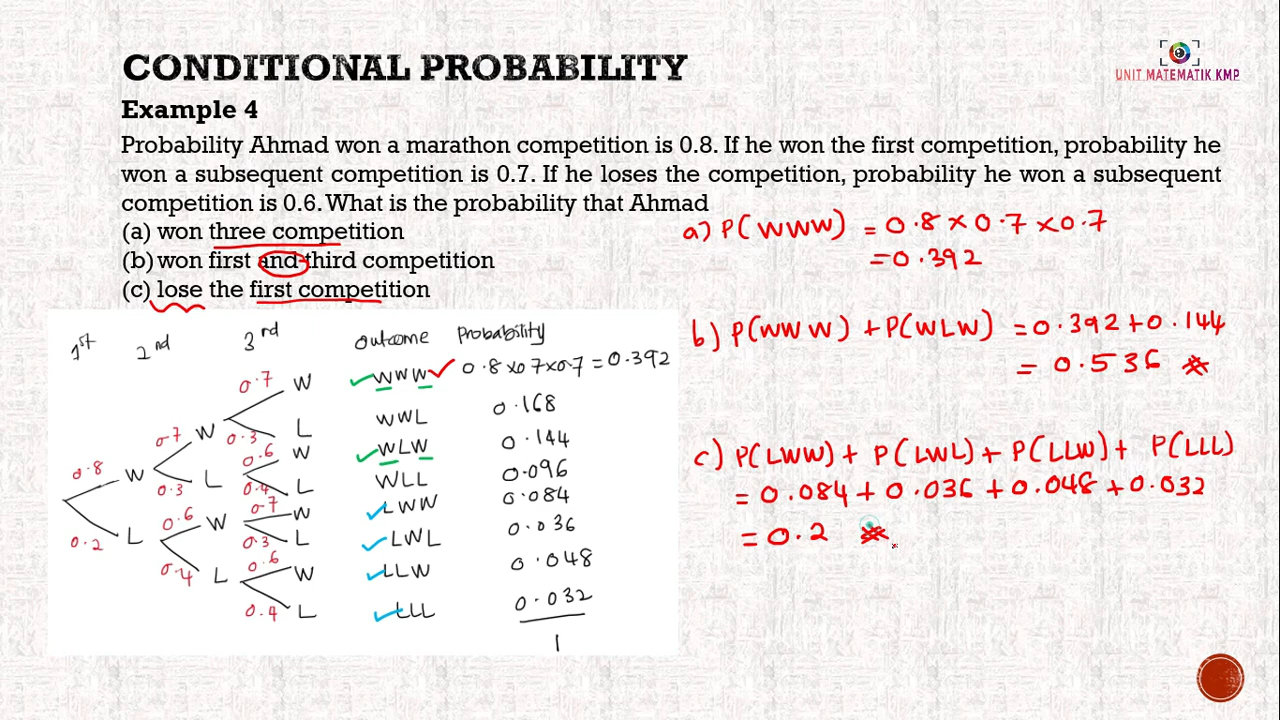 CONDITIONAL PROBABILITY
UNIT MATEMATIK KMP
Example 4
Probability Ahmad won a marathon competition is 0.8. If he won the first competition, probability he
won a subsequent competition is 0.7. If he loses the competition, probability he won a subsequent
competition is 0.6. What is the probability that Ahmad
(a) won three competition
(b) won first and third competition
(c) lose the first competition
a) P(WWW) = 0.8 × 0.7 × 0.7
= 0.392
b) P(WWW) + P(WLW) = 0.392 + 0.144
= 0.536
c) P(LWW) + P(LWL) + P(LLW) + P(LLL)
= 0.084 + 0.036 + 0.048 + 0.032
= 0.2
1st 2nd 3rd outcome Probability
0.7 W WWW 0.8 × 0.7 × 0.7 = 0.392
0.7 W 0.3 L WWL 0.168
0.8 W 0.6 W WLW 0.144
0.3 L 0.4 L WLL 0.096
0.6 W 0.7 W LWW 0.084
0.2 L 0.3 L LWL 0.036
0.4 L 0.6 W LLW 0.048
0.4 L LLL 0.032
1